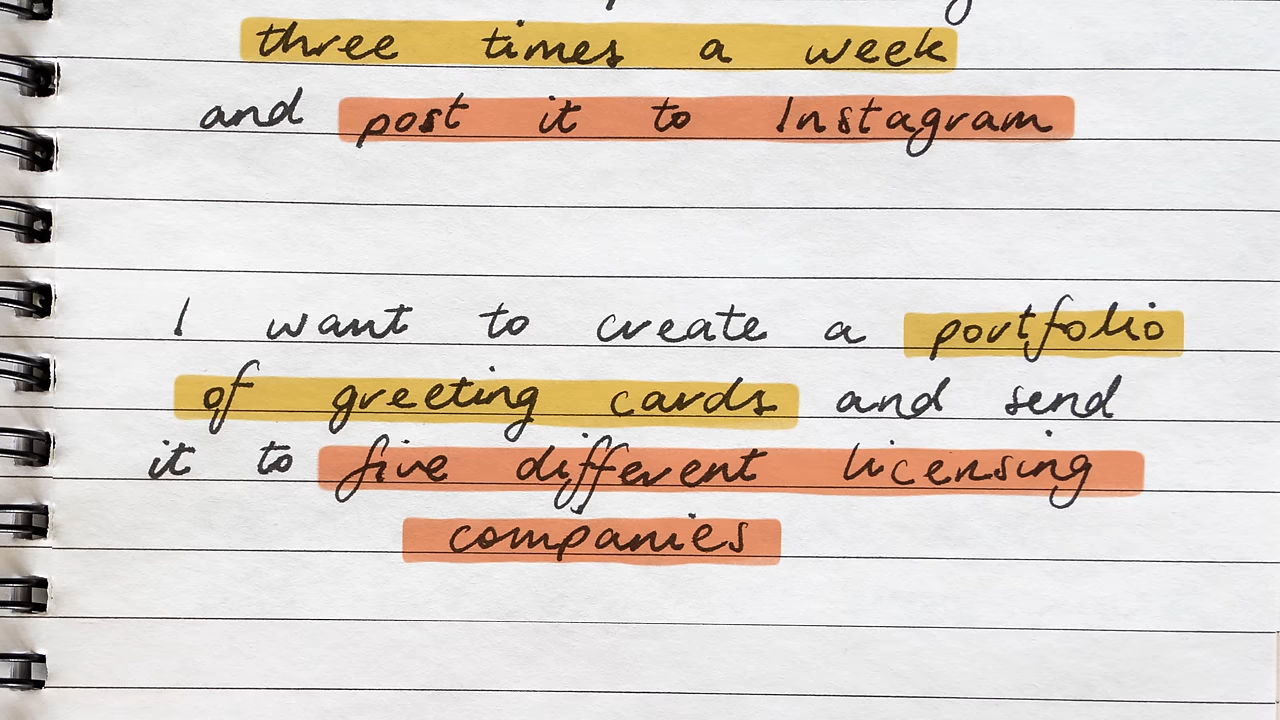 three times a week
and post it to Instagram
I want to create a portfolio
of greeting cards and send
it to five different licensing
companies